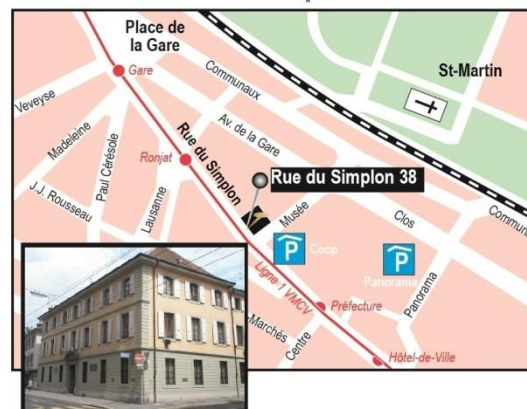 Place de
la Gare
Gare
St-Martin
Veveyse
Communaux
Madeleine
Av. de la Gare
Paul Cérésole
Rue du Simplon
Ronjat
Rue du Simplon 38
J.J. Rousseau
Lausanne
Musée
Clos
P
Coop
P
Panorama
Ligne 1 VMCV
Panorama
Préfecture
-Marchés
Centre
Hôtel-de-Ville